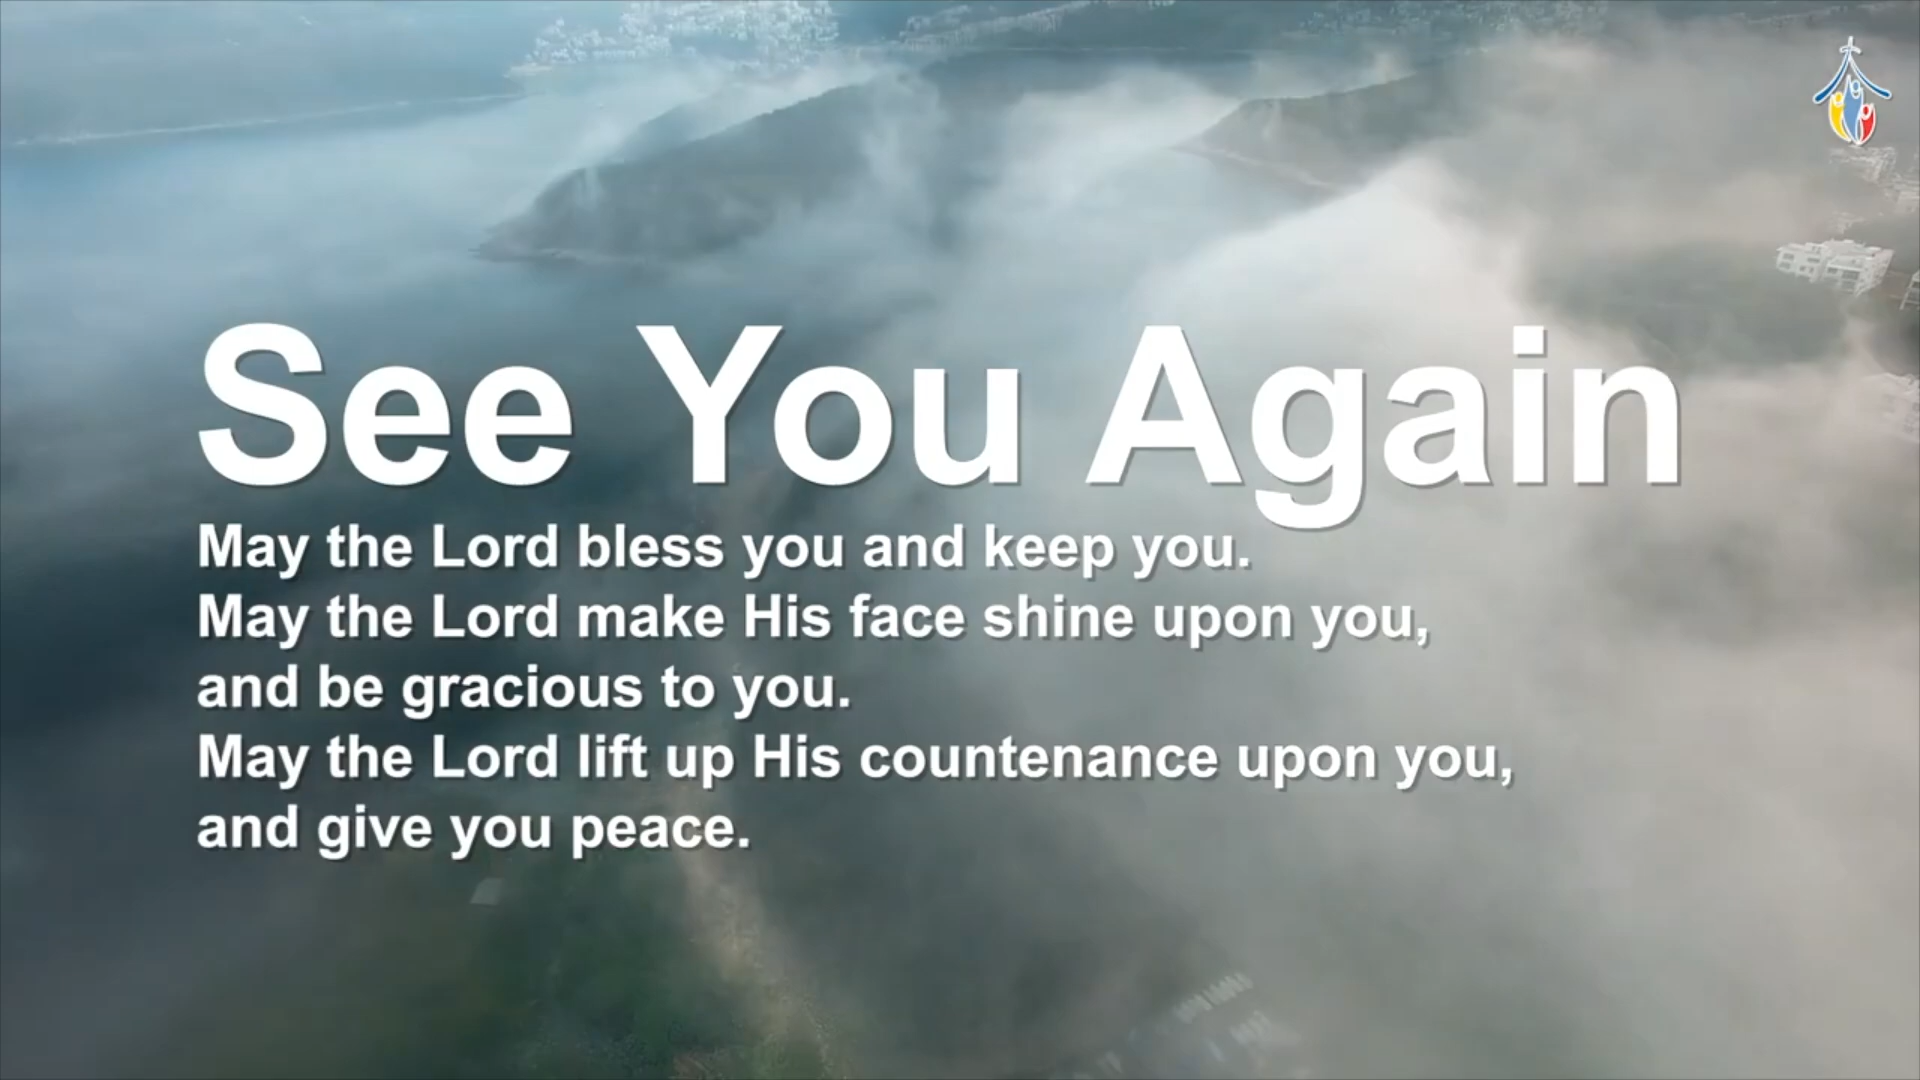 See You Again
May the Lord bless you and keep you.
May the Lord make His face shine upon you,
and be gracious to you.
May the Lord lift up His countenance upon you,
and give you peace.